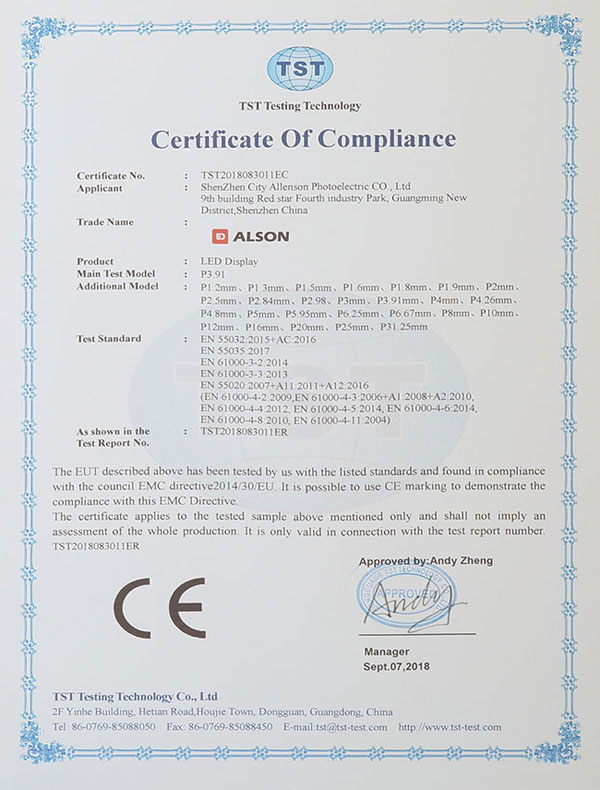 TST
TST Testing Technology
Certificate Of Compliance
Certificate No. : TST2018083011EC
Applicant : ShenZhen City Allenson Photoelectric CO., Ltd
9th building Red star Fourth industry Park, Guangming New
District,Shenzhen China
Trade Name :
ALSON
Product : LED Display
Main Test Model : P3.91
Additional Model : P1.2mm、P1.3mm、P1.5mm、P1.6mm、P1.8mm、P1.9mm、P2mm、
P2.5mm、P2.84mm、P2.98、P3mm、P3.91mm、P4mm、P4.26mm、
P4.8mm、P5mm、P5.95mm、P6.25mm、P6.67mm、P8mm、P10mm、
P12mm、P16mm、P20mm、P25mm、P31.25mm
Test Standard : EN 55032:2015+AC:2016
EN 55035:2017
EN 61000-3-2:2014
EN 61000-3-3:2013
EN 55020:2007+A11:2011+A12:2016
(EN 61000-4-2:2009,EN 61000-4-3:2006+A1:2008+A2:2010,
EN 61000-4-4:2012, EN 61000-4-5:2014, EN 61000-4-6:2014,
EN 61000-4-8:2010, EN 61000-4-11:2004)
As shown in the : TST2018083011ER
Test Report No.
The EUT described above has been tested by us with the listed standards and found in compliance
with the council EMC directive2014/30/EU. It is possible to use CE marking to demonstrate the
compliance with this EMC Directive.
The certificate applies to the tested sample above mentioned only and shall not imply an
assessment of the whole production. It is only valid in connection with the test report number.
TST2018083011ER
Approved by:Andy Zheng
APPROVED
Andy
CE
Manager
Sept.07,2018
TST Testing Technology Co., Ltd
2F Yinhe Building, Hetian Road,Houjie Town, Dongguan, Guangdong, China
Tel: 86-0769-85088050 Fax: 86-0769-85088450 E-mail:tst@tst-test.com http://www.tst-test.com